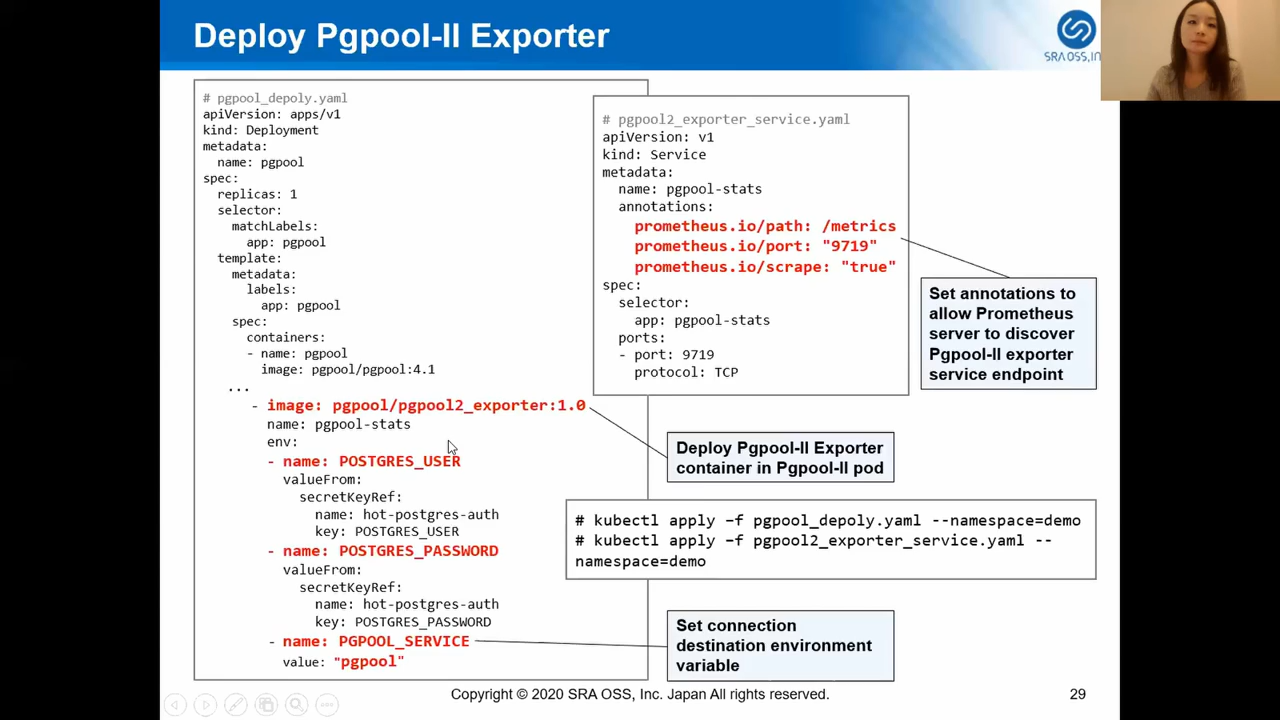 Deploy Pgpool-II Exporter
SRA OSS, In
# pgpool_depoly.yaml
apiVersion: apps/v1
kind: Deployment
metadata:
name: pgpool
spec:
replicas: 1
selector:
matchLabels:
app: pgpool
template:
metadata:
labels:
app: pgpool
spec:
containers:
- name: pgpool
image: pgpool/pgpool:4.1
...
- image: pgpool/pgpool2_exporter:1.0
name: pgpool-stats
env:
- name: POSTGRES_USER
valueFrom:
secretKeyRef:
name: hot-postgres-auth
key: POSTGRES_USER
- name: POSTGRES_PASSWORD
valueFrom:
secretKeyRef:
name: hot-postgres-auth
key: POSTGRES_PASSWORD
- name: PGPOOL_SERVICE
value: "pgpool"
# pgpool2_exporter_service.yaml
apiVersion: v1
kind: Service
metadata:
name: pgpool-stats
annotations:
prometheus.io/path: /metrics
prometheus.io/port: "9719"
prometheus.io/scrape: "true"
spec:
selector:
app: pgpool-stats
ports:
- port: 9719
protocol: TCP
Set annotations to
allow Prometheus
server to discover
Pgpool-II exporter
service endpoint
Deploy Pgpool-II Exporter
container in Pgpool-II pod
# kubectl apply –f pgpool_depoly.yaml --namespace=demo
# kubectl apply –f pgpool2_exporter_service.yaml --
namespace=demo
Set connection
destination environment
variable
Copyright © 2020 SRA OSS, Inc. Japan All rights reserved.
29